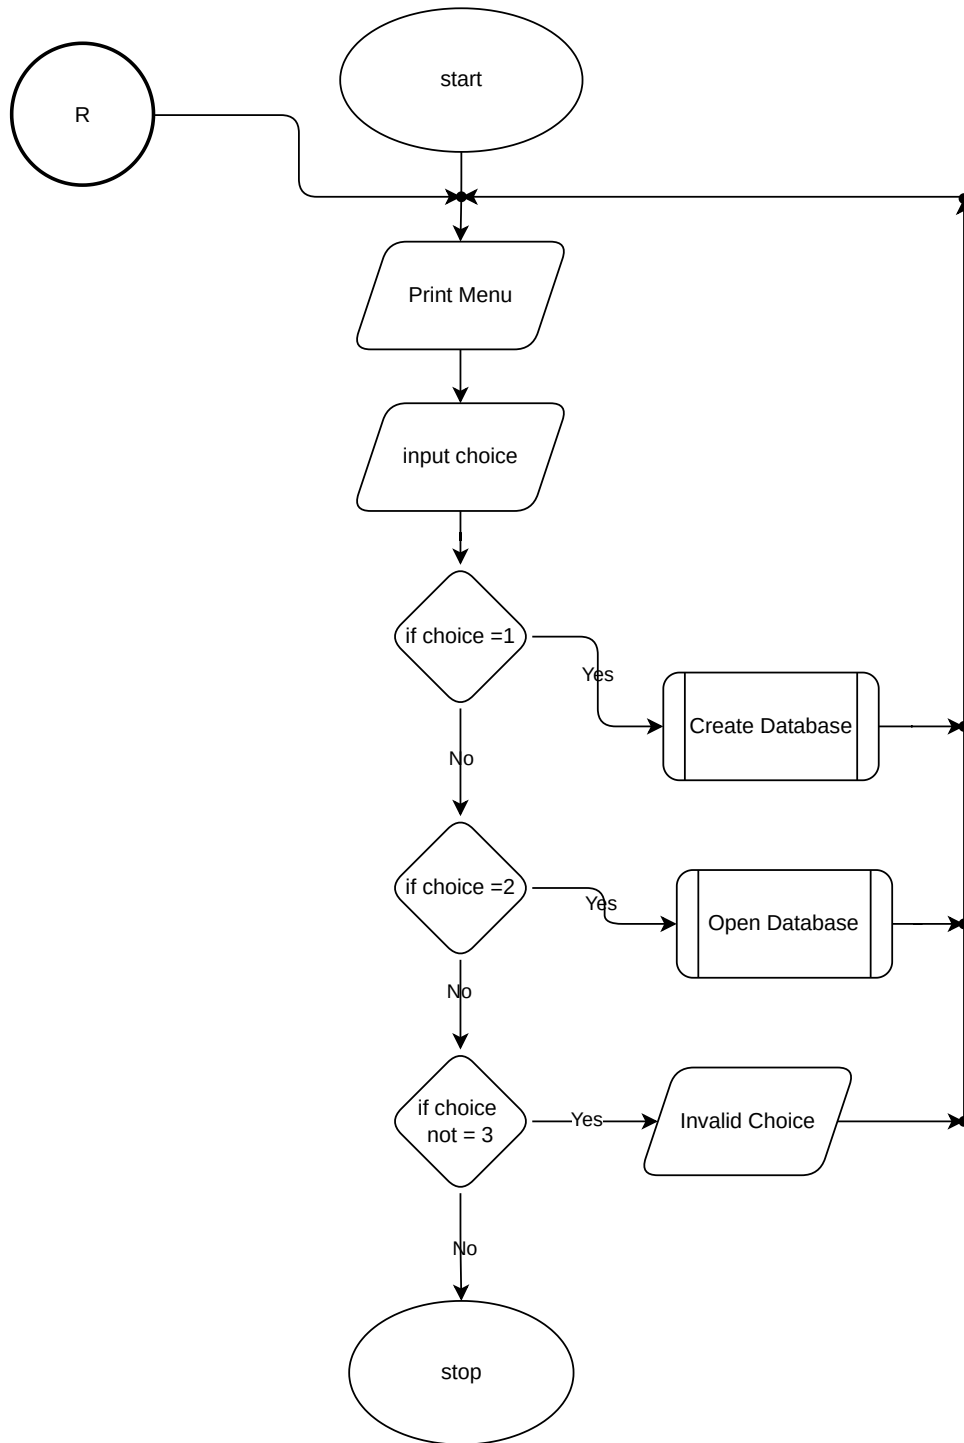 start
R
Print Menu
input choice
if choice =1
Yes
Create Database
No
if choice =2
Yes
Open Database
No
if choice
not = 3
Yes
Invalid Choice
No
stop